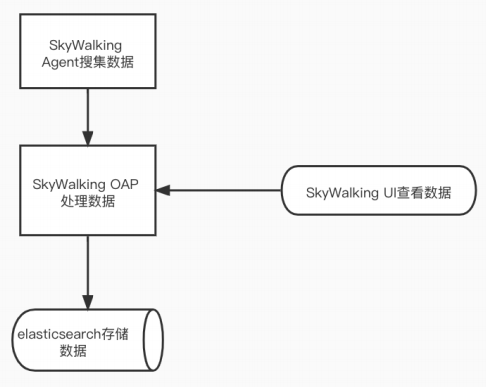 SkyWalking
Agent搜集数据
SkyWalking OAP
处理数据
SkyWalking UI查看数据
elasticsearch存储
数据